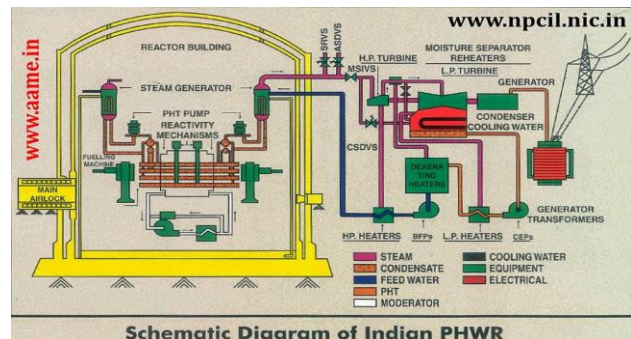 www.npcil.nic.in
www.aame.in
REACTOR BUILDING
SRVS
ASDVS
H.P. TURBINE
MOISTURE SEPARATOR
REHEATERS
L.P. TURBINE
MSIVS
GENERATOR
STEAM GENERATOR
CONDENSER
COOLING WATER
PHT PUMP
REACTIVITY
MECHANISMS
CSDVS
FUELLING
MACHINE
DEAERA
TING
HEATERS
MAIN
AIRLOCK
GENERATOR
TRANSFORMERS
HP. HEATERS
BFPs
L.P. HEATERS
CEPs
STEAM
CONDENSATE
FEED WATER
PHT
MODERATOR
COOLING WATER
EQUIPMENT
ELECTRICAL
Schematic Diagram of Indian PHWR